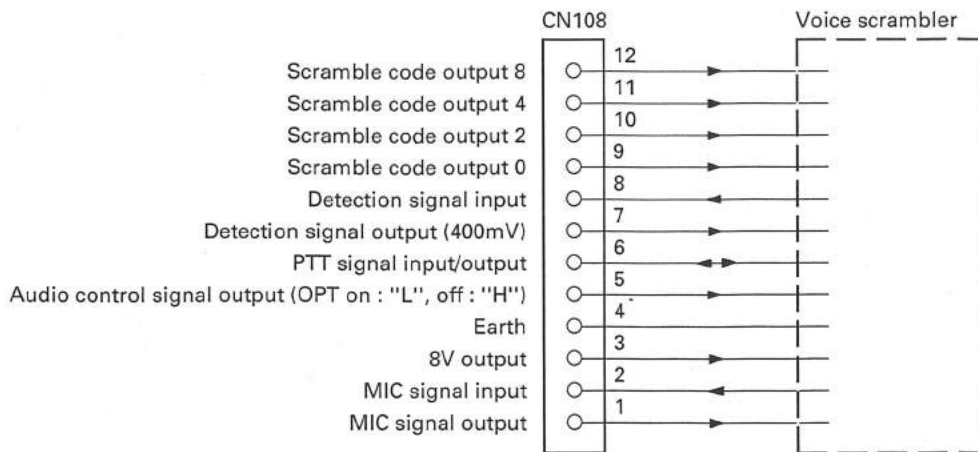 CN108 Voice scrambler
Scramble code output 8 12
Scramble code output 4 11
Scramble code output 2 10
Scramble code output 0 9
Detection signal input 8
Detection signal output (400mV) 7
PTT signal input/output 6
Audio control signal output (OPT on : "L", off : "H") 5
Earth 4
8V output 3
MIC signal input 2
MIC signal output 1